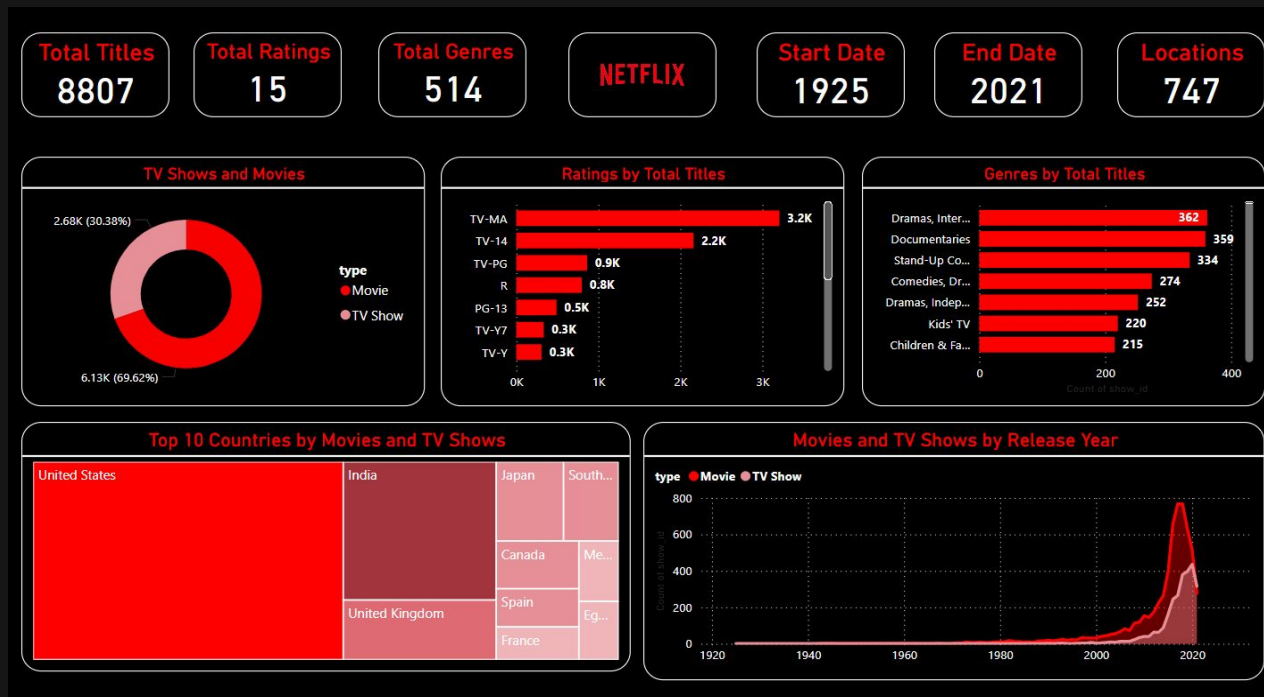 Total Titles
8807
Total Ratings
15
Total Genres
514
NETFLIX
Start Date
1925
End Date
2021
Locations
747
TV Shows and Movies
2.68K (30.38%)
6.13K (69.62%)
type
Movie
TV Show
Ratings by Total Titles
TV-MA 3.2K
TV-14 2.2K
TV-PG 0.9K
R 0.8K
PG-13 0.5K
TV-Y7 0.3K
TV-Y 0.3K
0K 1K 2K 3K
Genres by Total Titles
Dramas, Inter... 362
Documentaries 359
Stand-Up Co... 334
Comedies, Dr... 274
Dramas, Indep... 252
Kids' TV 220
Children & Fa... 215
0 200 400
Count of show_id
Top 10 Countries by Movies and TV Shows
United States
India
United Kingdom
Japan
South...
Canada
Me...
Spain
Eg...
France
Movies and TV Shows by Release Year
type Movie TV Show
Count of show_id
800
600
400
200
0
1920 1940 1960 1980 2000 2020